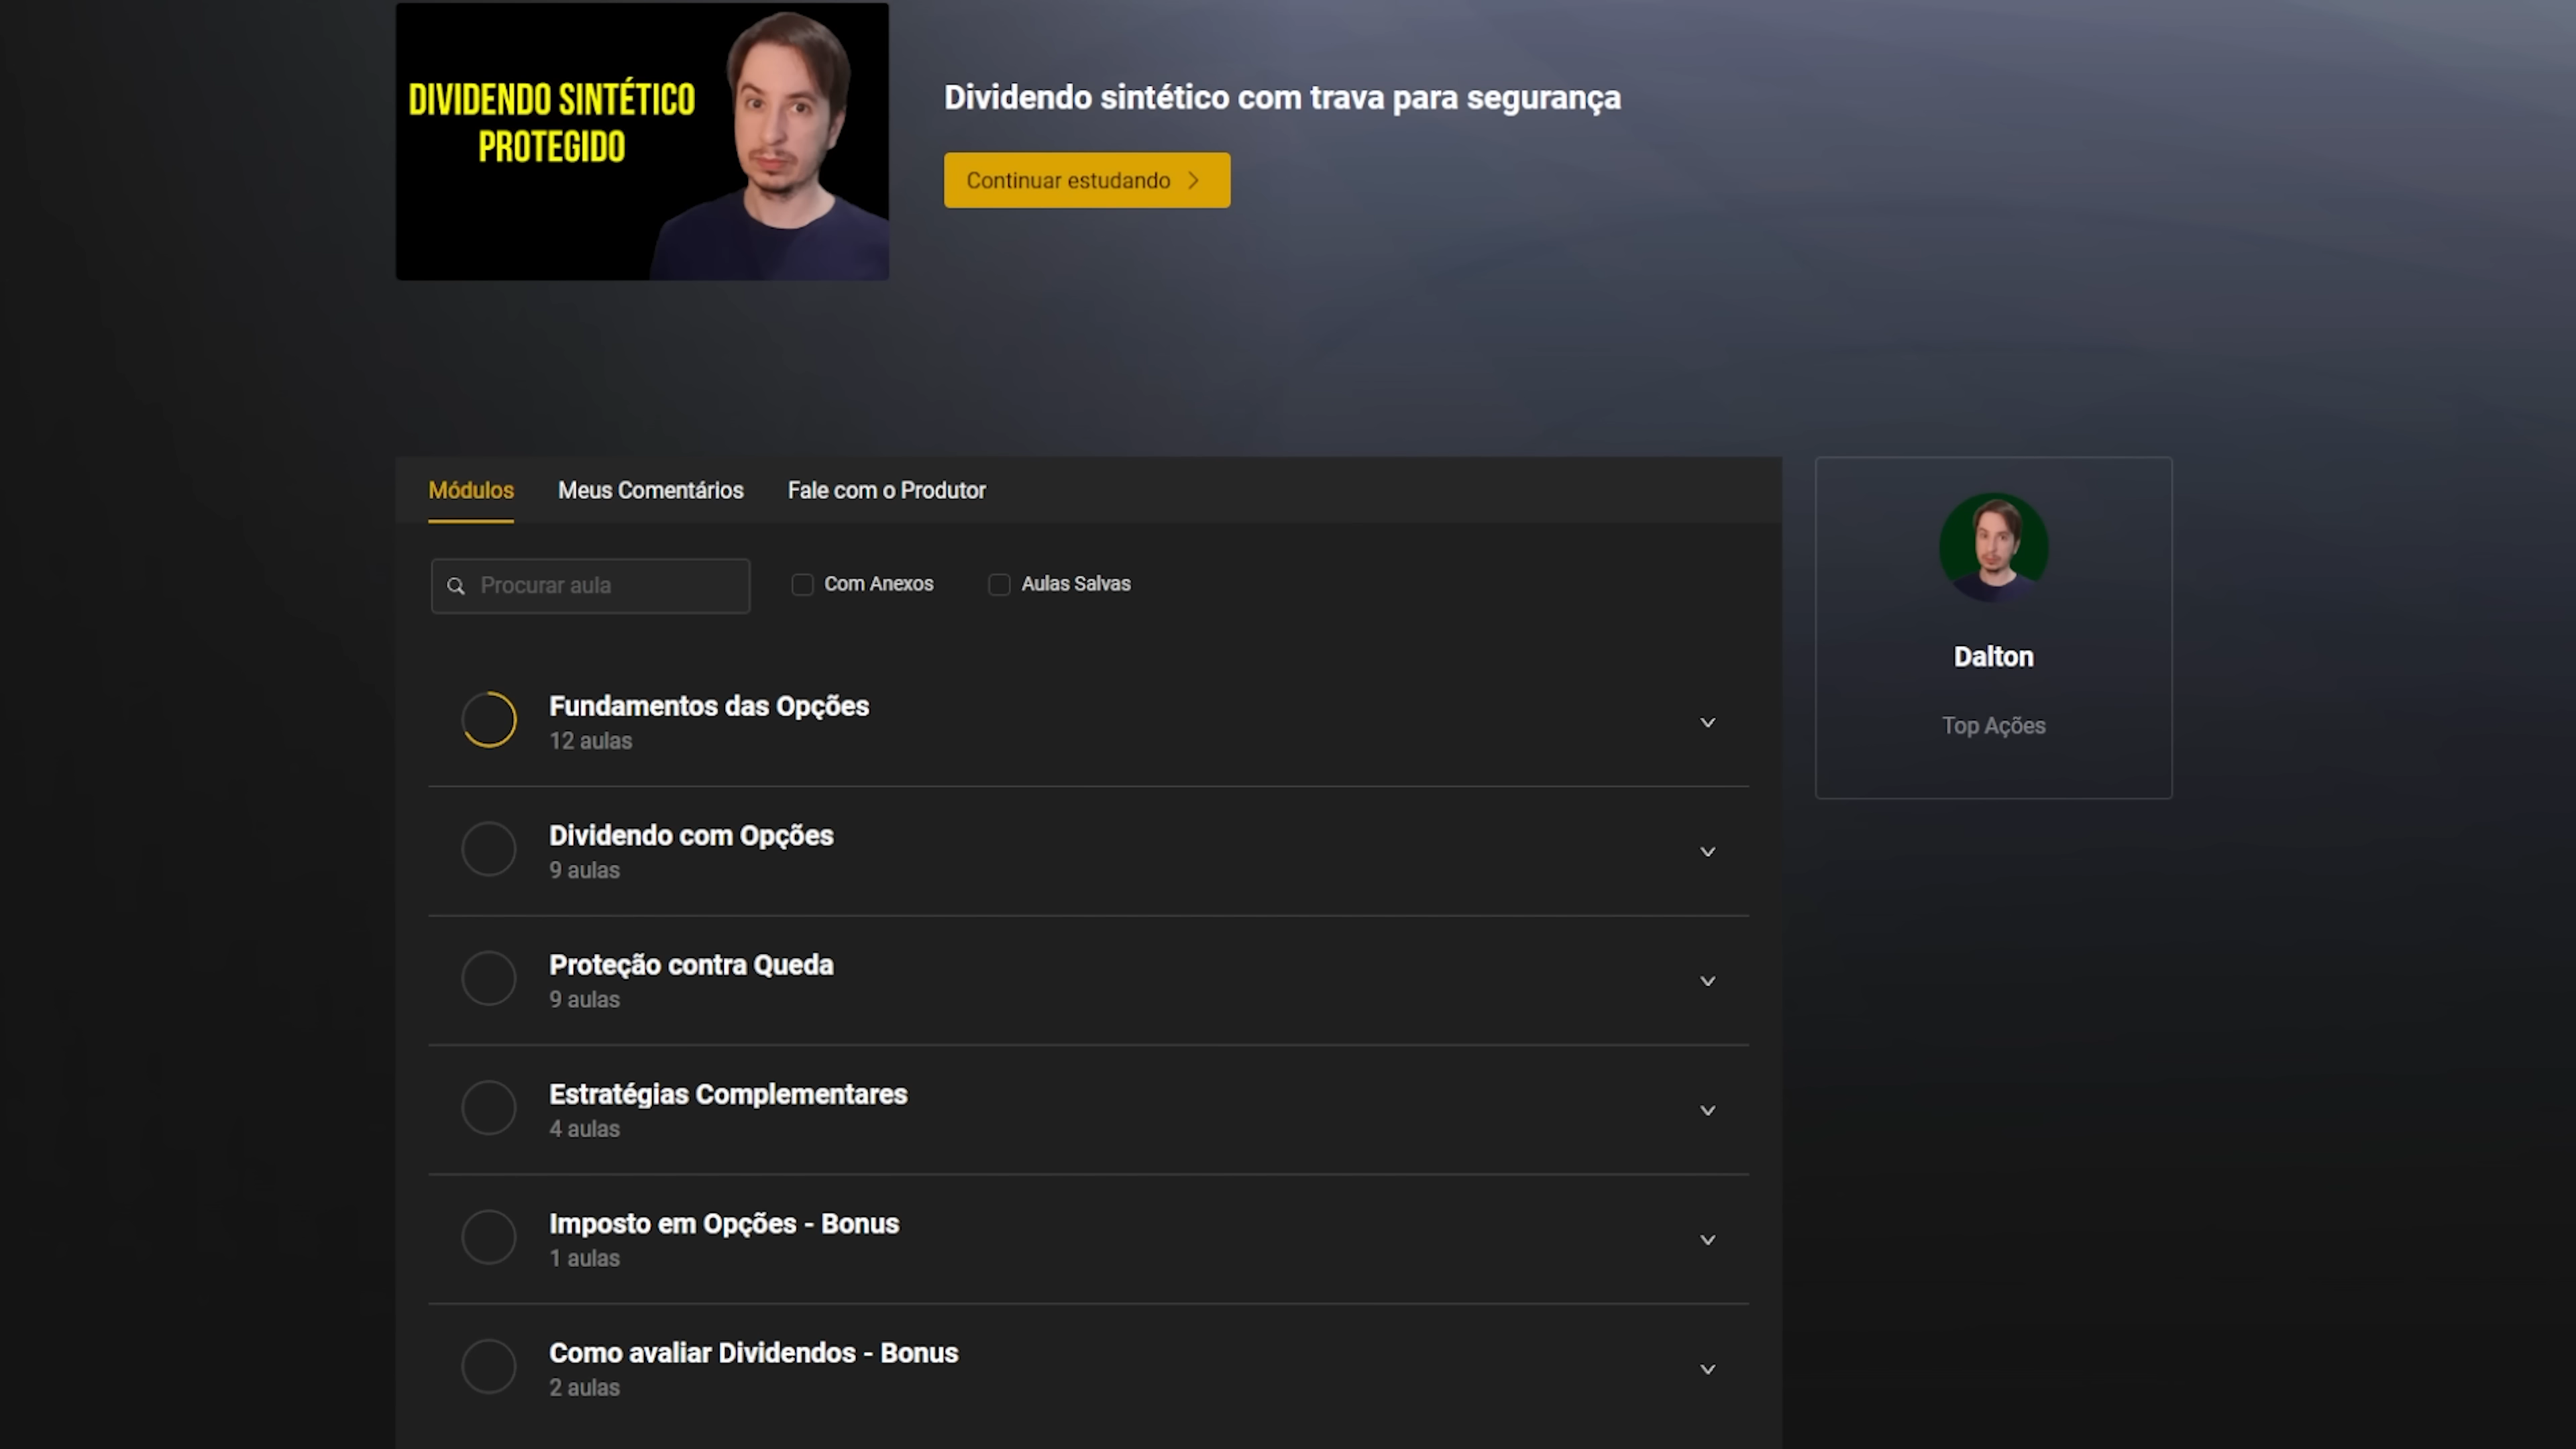 DIVIDENDO SINTÉTICO
PROTEGIDO
Dividendo sintético com trava para segurança
Continuar estudando
Módulos
Meus Comentários
Fale com o Produtor
Procurar aula
Com Anexos
Aulas Salvas
Fundamentos das Opções
12 aulas
Dividendo com Opções
9 aulas
Proteção contra Queda
9 aulas
Estratégias Complementares
4 aulas
Imposto em Opções - Bonus
1 aulas
Como avaliar Dividendos - Bonus
2 aulas
Dalton
Top Ações